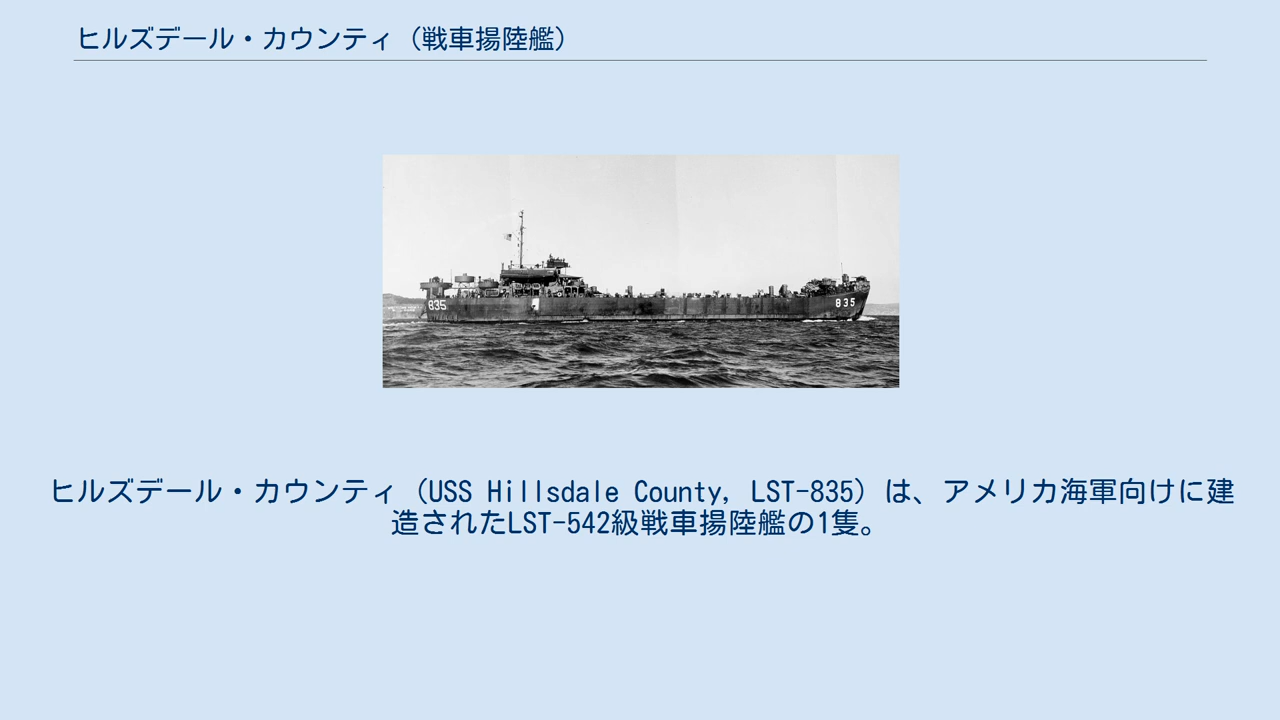 ヒルズデール・カウンティ（戦車揚陸艦）
835
835
ヒルズデール・カウンティ（USS Hillsdale County, LST-835）は、アメリカ海軍向けに建
造されたLST-542級戦車揚陸艦の1隻。